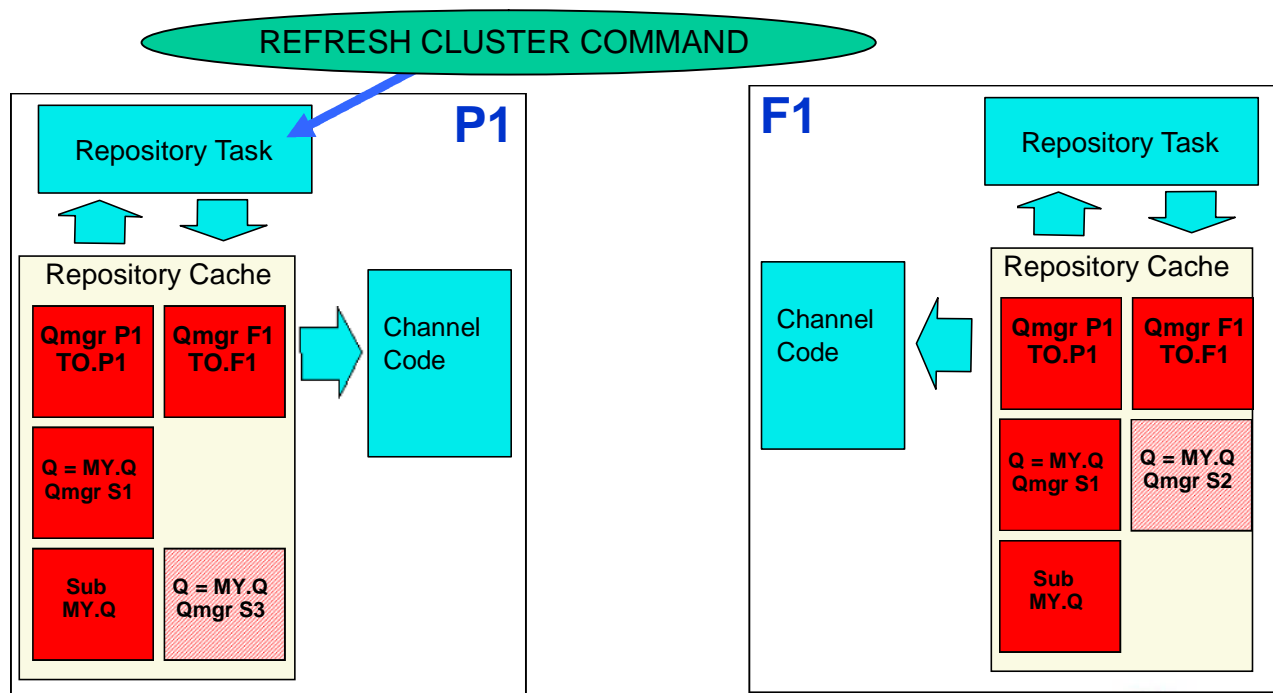 REFRESH CLUSTER COMMAND
P1
Repository Task
Repository Cache
Qmgr P1
TO.P1
Qmgr F1
TO.F1
Q = MY.Q
Qmgr S1
Sub
MY.Q
Q = MY.Q
Qmgr S3
Channel
Code
F1
Repository Task
Channel
Code
Repository Cache
Qmgr P1
TO.P1
Qmgr F1
TO.F1
Q = MY.Q
Qmgr S1
Q = MY.Q
Qmgr S2
Sub
MY.Q